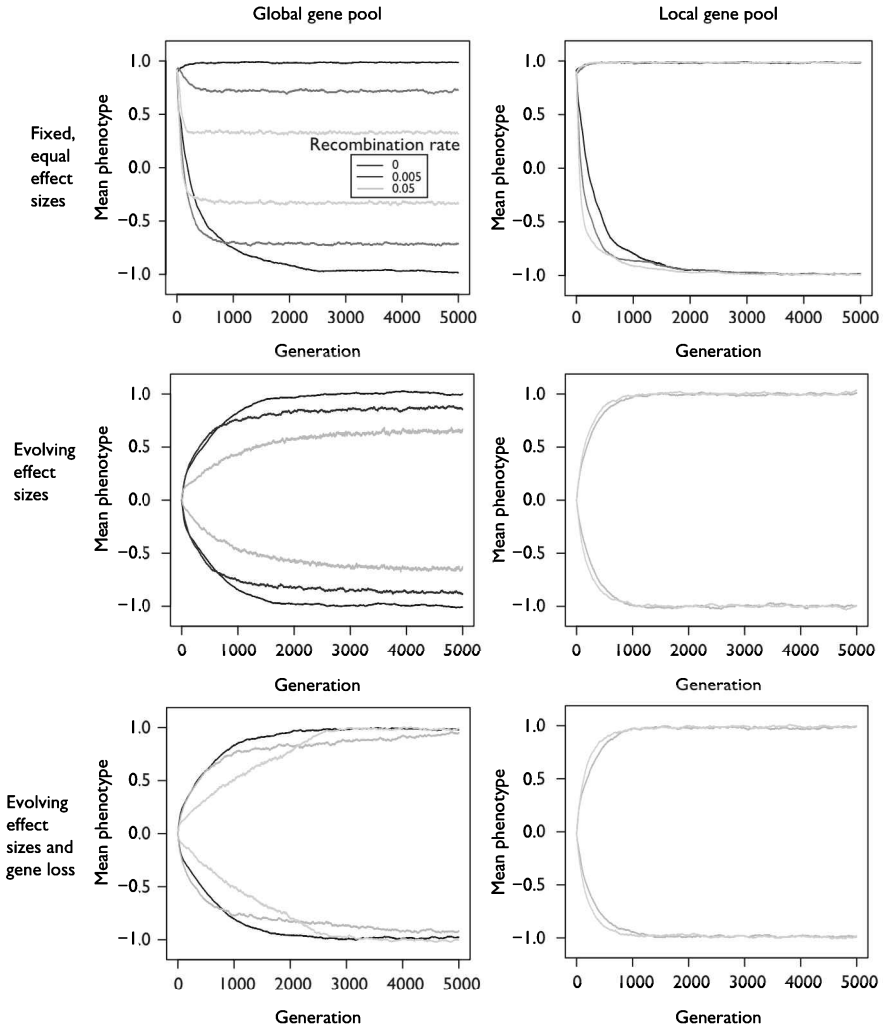 Global gene pool
Local gene pool
Fixed,
equal
effect
sizes
Mean phenotype
1.0
0.5
0.0
−0.5
−1.0
Recombination rate
0
0.005
0.05
0 1000 2000 3000 4000 5000
Generation
Mean phenotype
1.0
0.5
0.0
−0.5
−1.0
0 1000 2000 3000 4000 5000
Generation
Evolving
effect
sizes
Mean phenotype
1.0
0.5
0.0
−0.5
−1.0
0 1000 2000 3000 4000 5000
Generation
Mean phenotype
1.0
0.5
0.0
−0.5
−1.0
0 1000 2000 3000 4000 5000
Generation
Evolving
effect
sizes and
gene loss
Mean phenotype
1.0
0.5
0.0
−0.5
−1.0
0 1000 2000 3000 4000 5000
Generation
Mean phenotype
1.0
0.5
0.0
−0.5
−1.0
0 1000 2000 3000 4000 5000
Generation